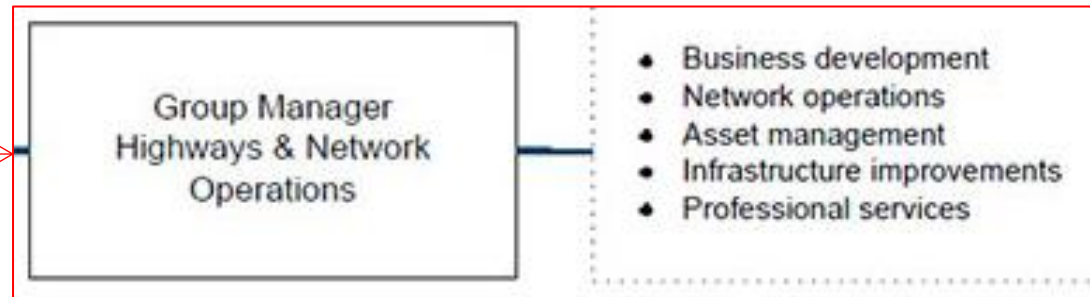 Group Manager
Highways & Network
Operations
• Business development
• Network operations
• Asset management
• Infrastructure improvements
• Professional services